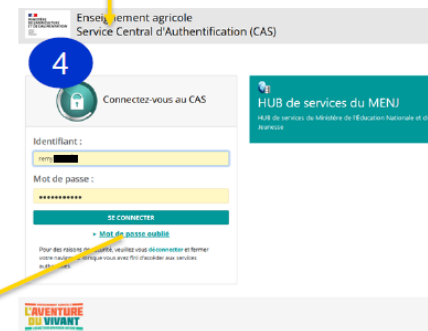 MINISTÈRE
DE L'AGRICULTURE
Enseignement agricole
Service Central d'Authentification (CAS)
4
Connectez-vous au CAS
HUB de services du MENJ
HUB de services du Ministère de l'Éducation Nationale et d
Jeunesse
Identifiant :
remy
Mot de passe :
•••••••••••
SE CONNECTER
Mot de passe oublié
Pour des raisons de sécurité, veuillez vous déconnecter et fermer
votre navigateur lorsque vous avez fini d'accéder aux services
authentifiés.
L'AVENTURE
DU VIVANT